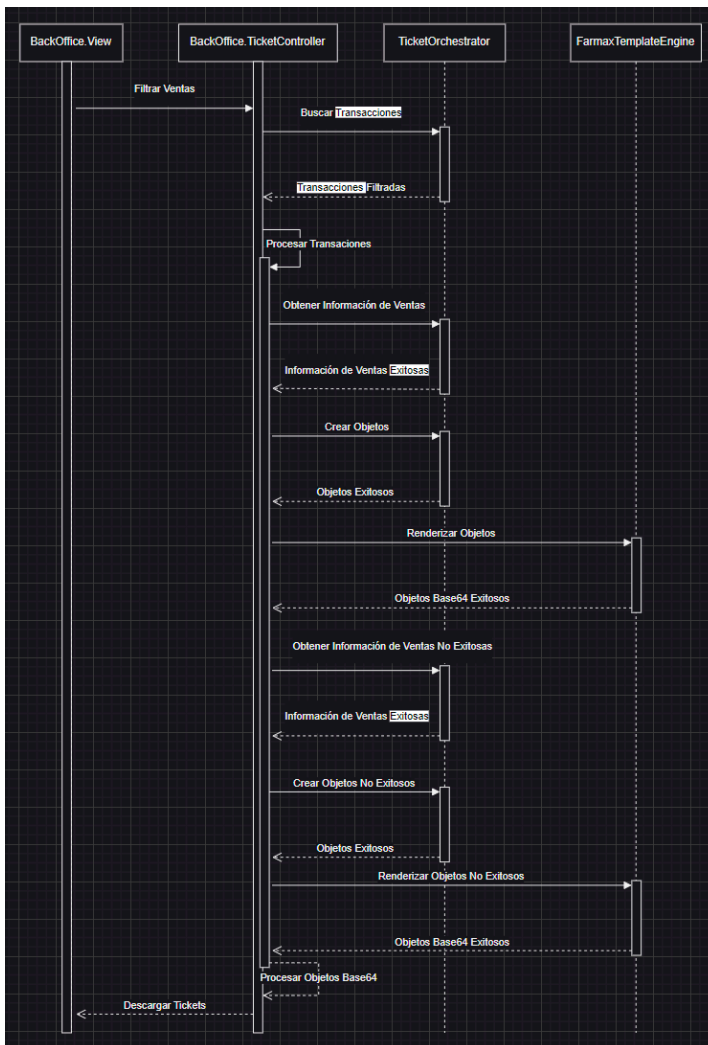 BackOffice.View
BackOffice.TicketController
TicketOrchestrator
FarmaxTemplateEngine
Filtrar Ventas
Buscar Transacciones
Transacciones Filtradas
Procesar Transaciones
Obtener Información de Ventas
Información de Ventas Exitosas
Crear Objetos
Objetos Exitosos
Renderizar Objetos
Objetos Base64 Exitosos
Obtener Información de Ventas No Exitosas
Información de Ventas Exitosas
Crear Objetos No Exitosos
Objetos Exitosos
Renderizar Objetos No Exitosos
Objetos Base64 Exitosos
Procesar Objetos Base64
Descargar Tickets